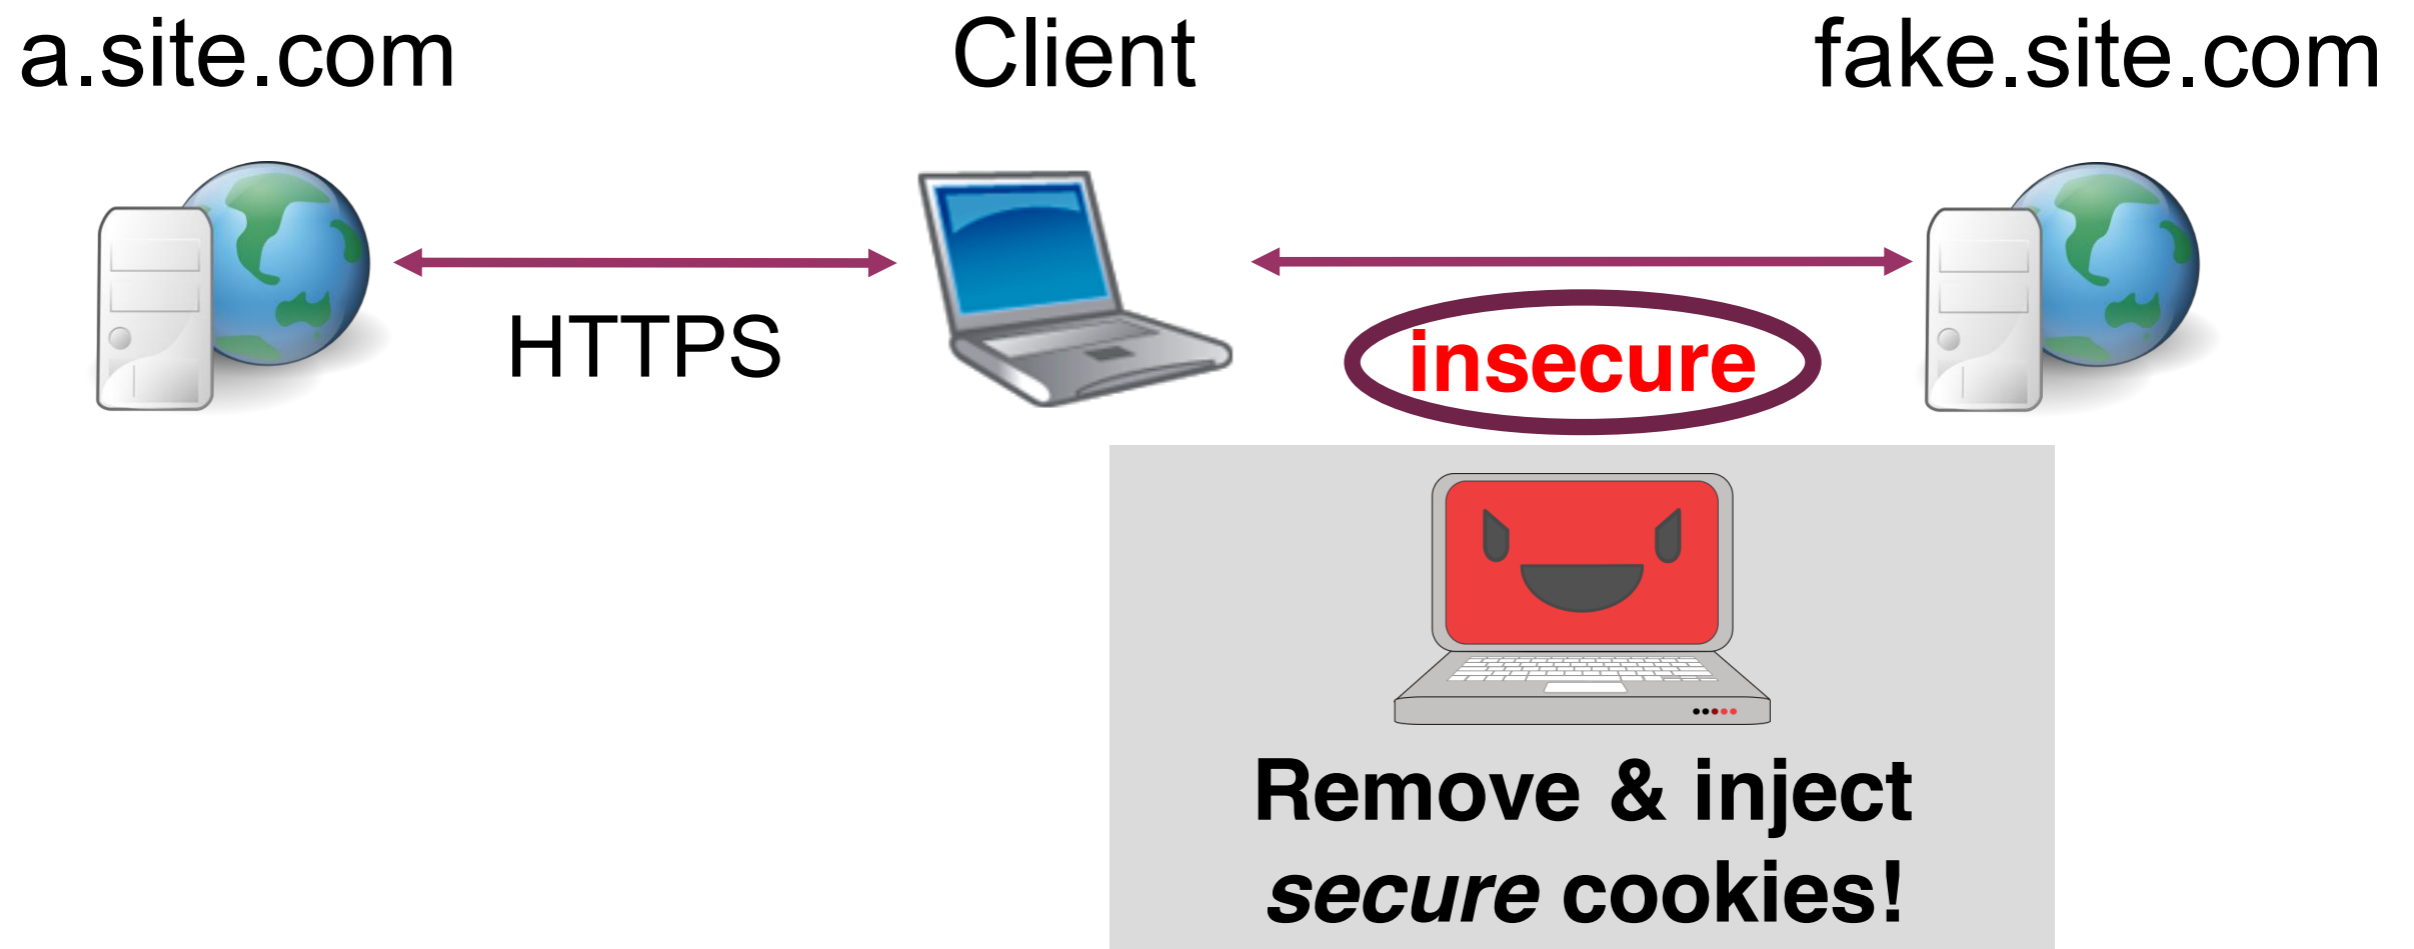 a.site.com
Client
fake.site.com
HTTPS
insecure
Remove & inject
secure cookies!